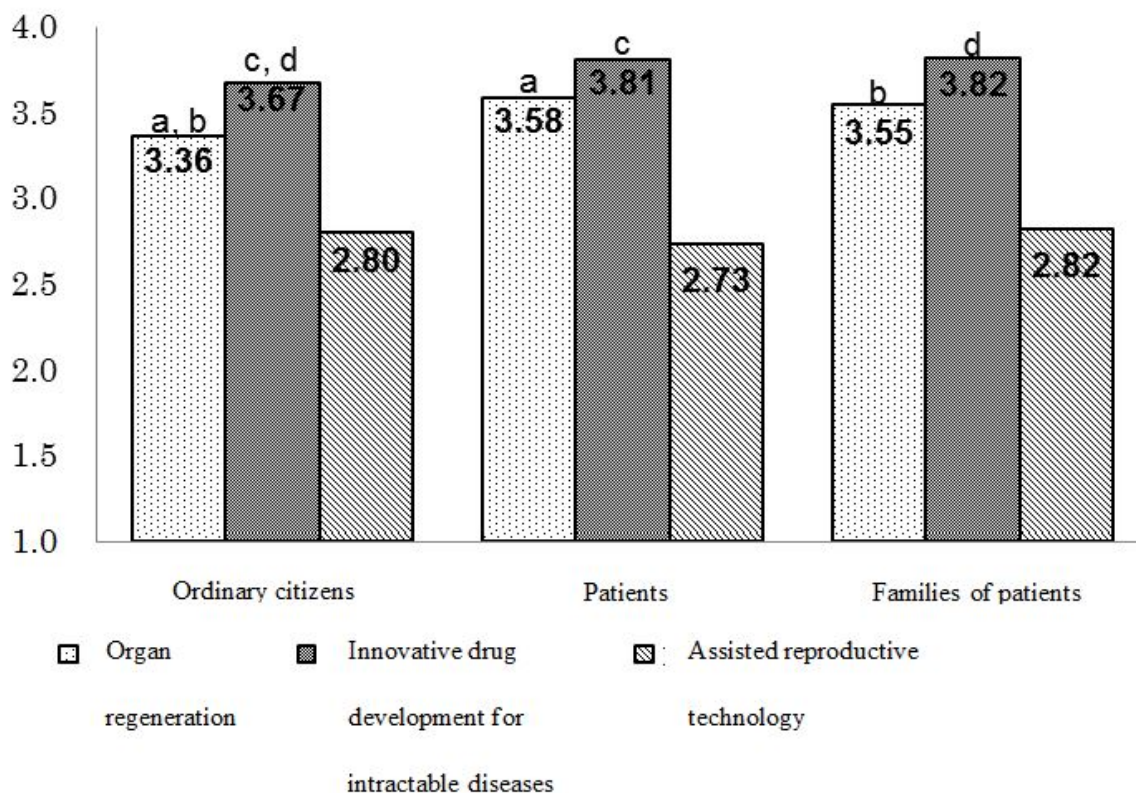 4.0
3.5
3.0
2.5
2.0
1.5
1.0
a, b
3.36
c, d
3.67
2.80
a
3.58
c
3.81
2.73
b
3.55
d
3.82
2.82
Ordinary citizens
Patients
Families of patients
Organ
regeneration
Innovative drug
development for
intractable diseases
Assisted reproductive
technology